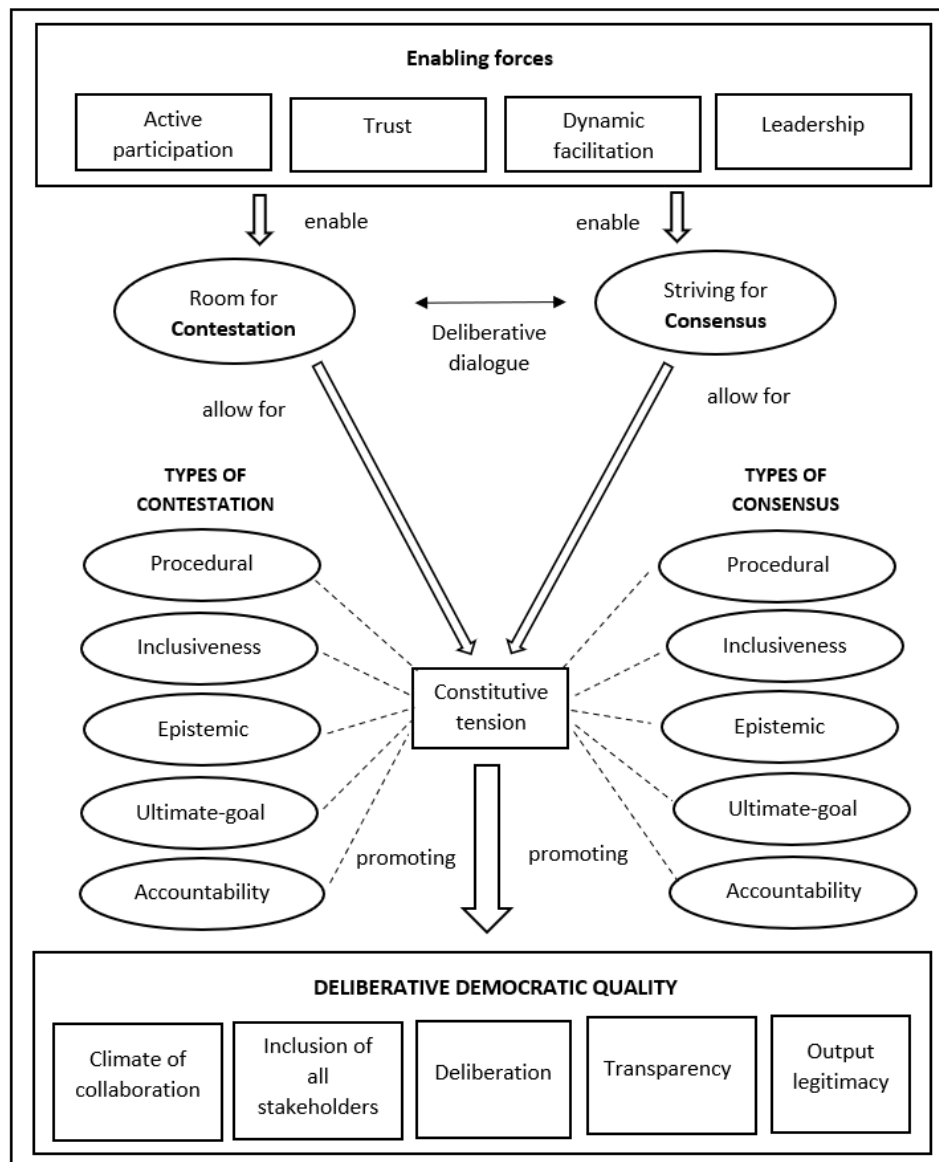 Enabling forces
Active
participation
Trust
Dynamic
facilitation
Leadership
enable
enable
Room for
Contestation
Striving for
Consensus
Deliberative
dialogue
allow for
allow for
TYPES OF
CONTESTATION
TYPES OF
CONSENSUS
Procedural
Inclusiveness
Epistemic
Ultimate-goal
Accountability
Procedural
Inclusiveness
Epistemic
Ultimate-goal
Accountability
Constitutive
tension
promoting
promoting
DELIBERATIVE DEMOCRATIC QUALITY
Climate of
collaboration
Inclusion of
all
stakeholders
Deliberation
Transparency
Output
legitimacy